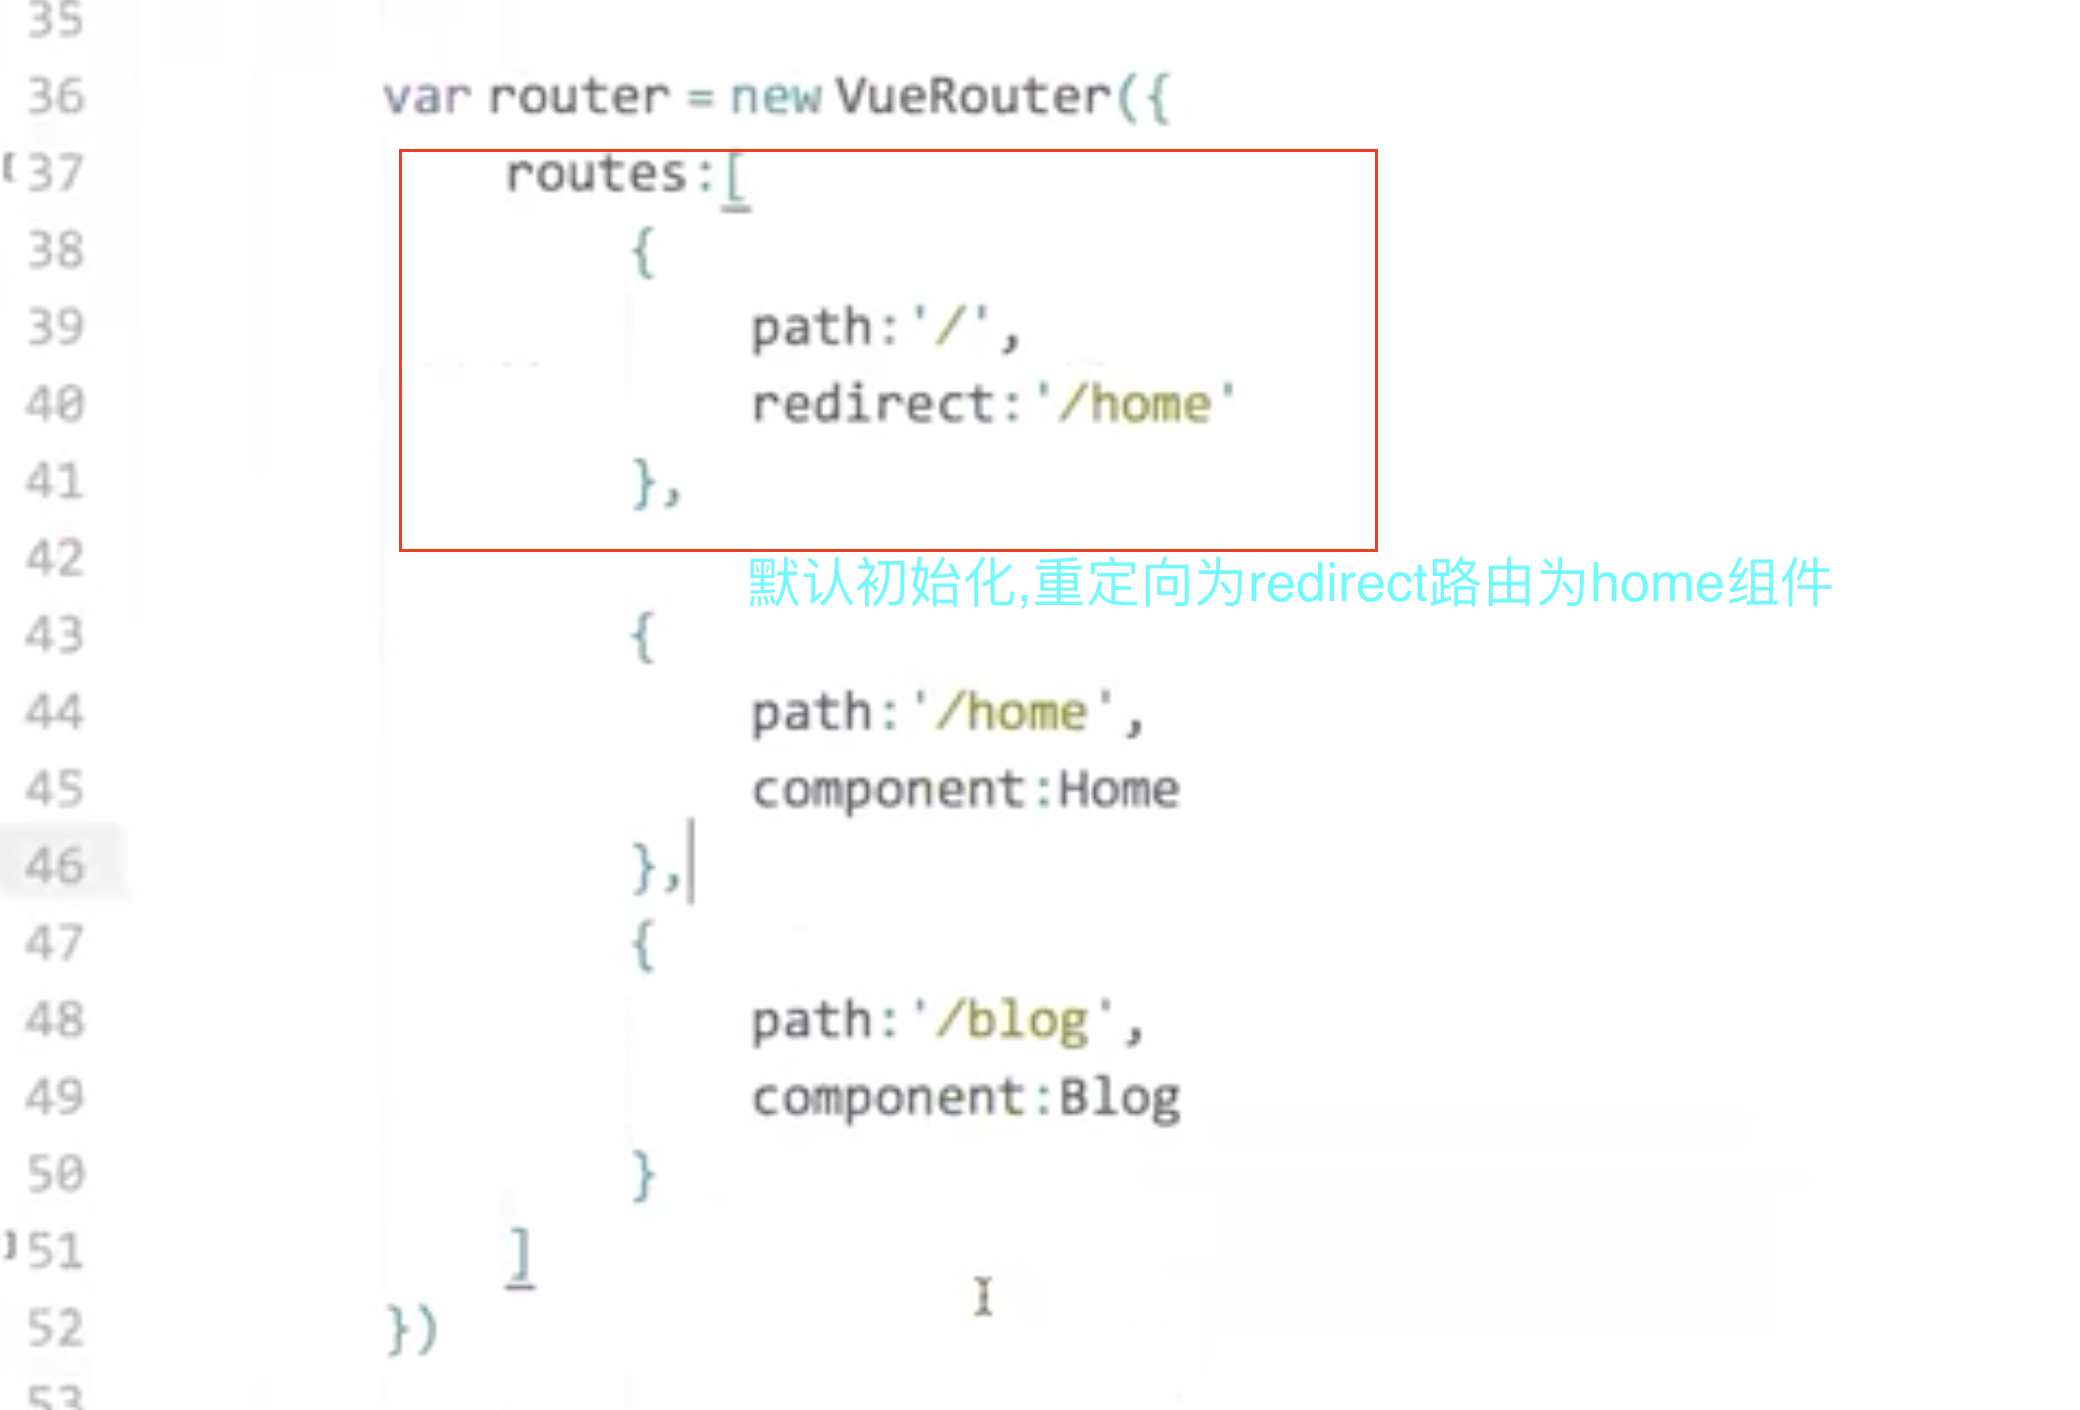 35
36 var router = new VueRouter({
[ 37 routes:[
38 {
39 path:'/',
40 redirect:'/home'
41 },
42
默认初始化,重定向为redirect路由为home组件
43 {
44 path:'/home',
45 component:Home
46 },
47 {
48 path:'/blog',
49 component:Blog
50 }
] 51 ]
52 })
53